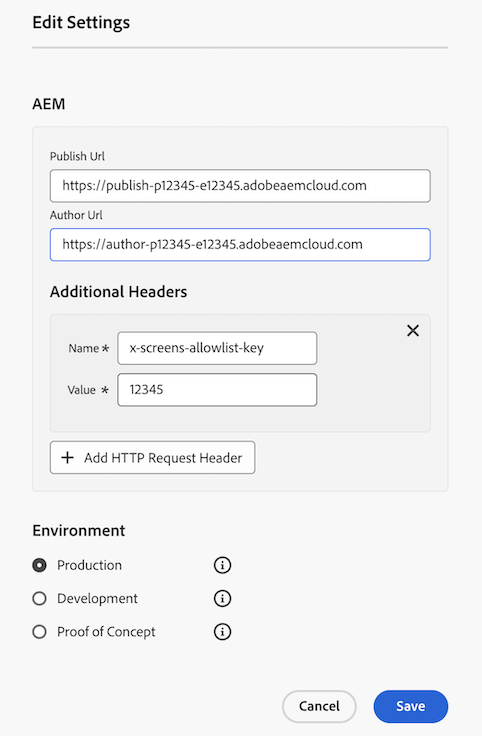 Edit Settings
AEM
Publish Url
https://publish-p12345-e12345.adobeaemcloud.com
Author Url
https://author-p12345-e12345.adobeaemcloud.com
Additional Headers
Name * x-screens-allowlist-key
Value * 12345
+ Add HTTP Request Header
Environment
Production
Development
Proof of Concept
Cancel Save